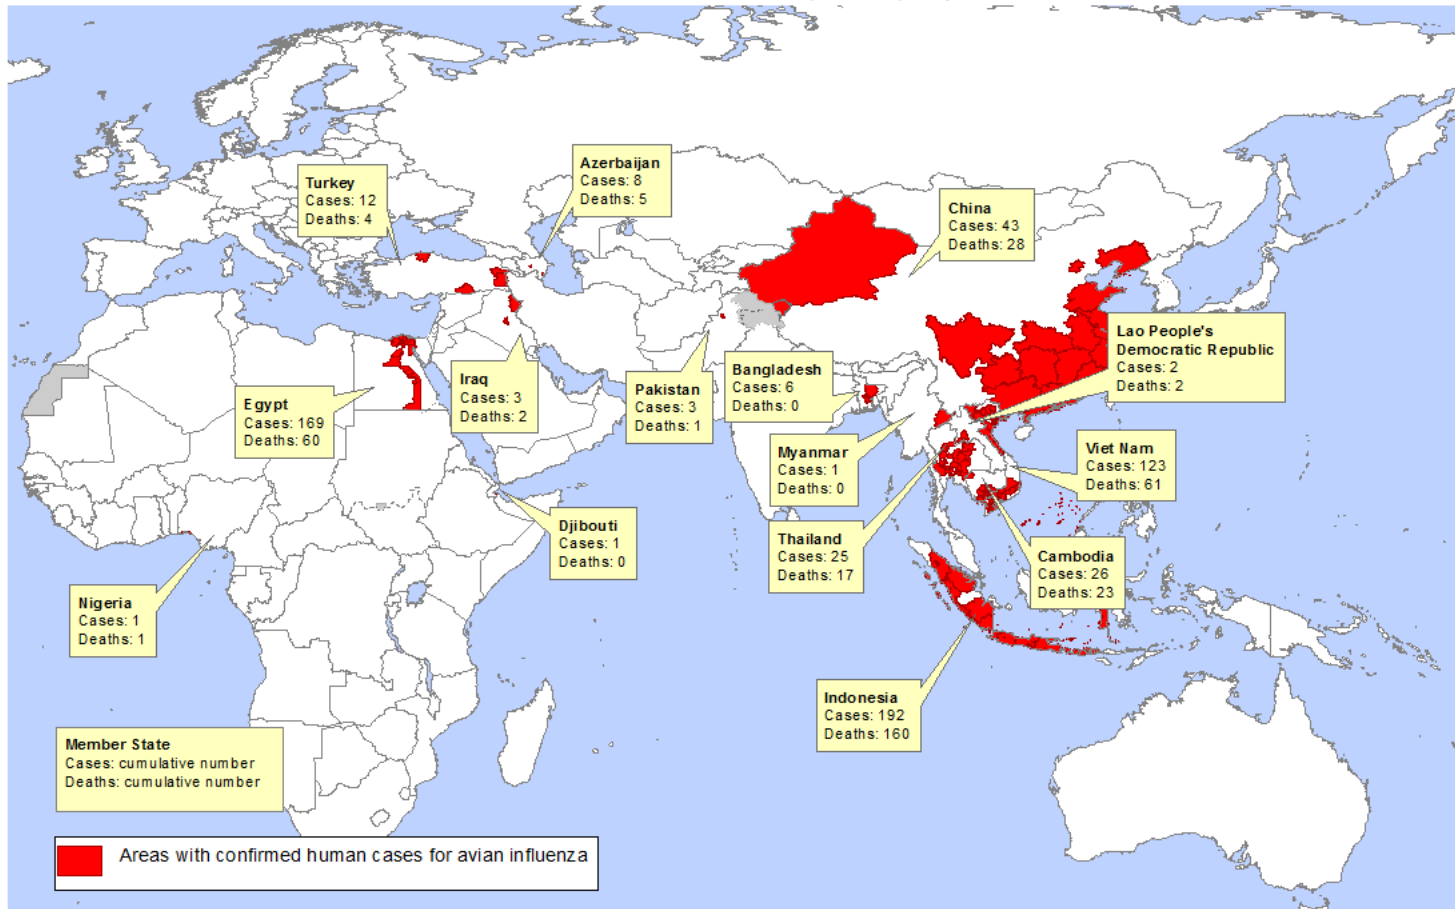 Azerbaijan
Cases: 8
Deaths: 5
Turkey
Cases: 12
Deaths: 4
China
Cases: 43
Deaths: 28
Lao People's
Democratic Republic
Cases: 2
Deaths: 2
Bangladesh
Cases: 6
Deaths: 0
Iraq
Cases: 3
Deaths: 2
Pakistan
Cases: 3
Deaths: 1
Egypt
Cases: 169
Deaths: 60
Myanmar
Cases: 1
Deaths: 0
Viet Nam
Cases: 123
Deaths: 61
Djibouti
Cases: 1
Deaths: 0
Thailand
Cases: 25
Deaths: 17
Cambodia
Cases: 26
Deaths: 23
Nigeria
Cases: 1
Deaths: 1
Indonesia
Cases: 192
Deaths: 160
Member State
Cases: cumulative number
Deaths: cumulative number
Areas with confirmed human cases for avian influenza